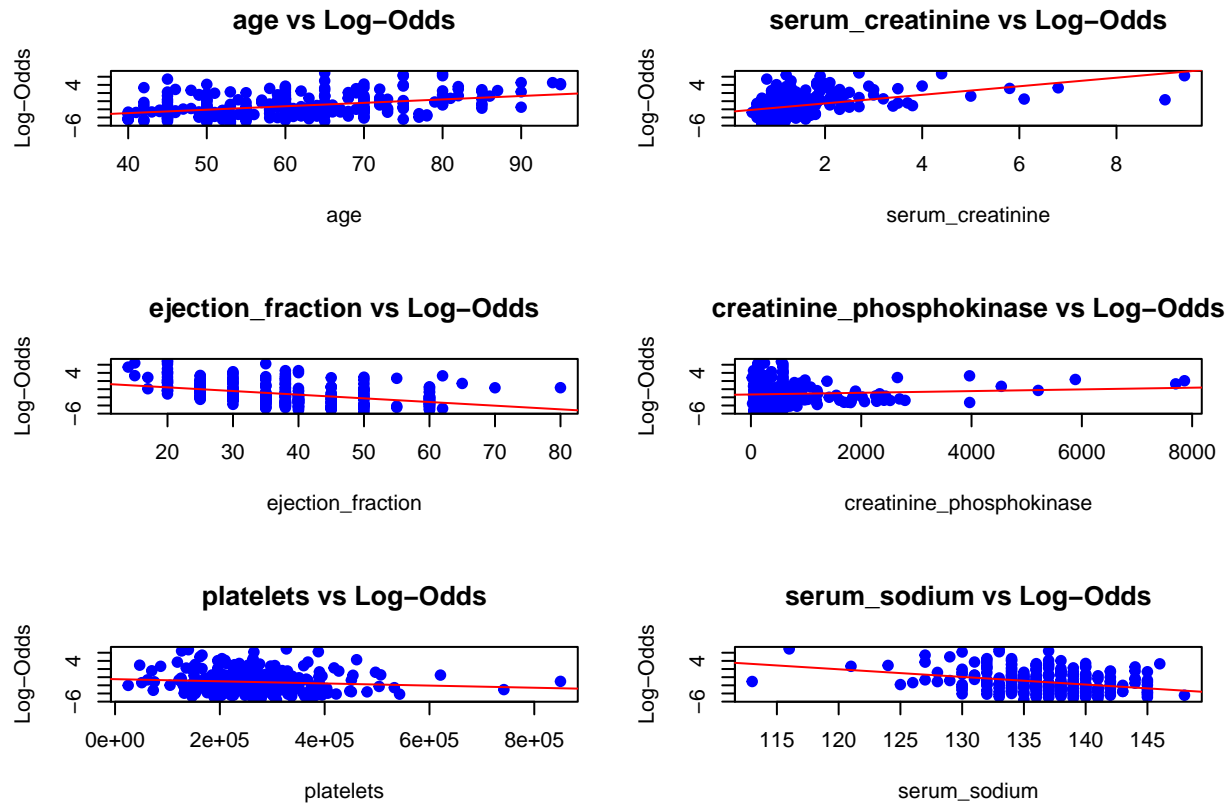 age vs Log−Odds
Log−Odds
4
−6
40 50 60 70 80 90
age
serum_creatinine vs Log−Odds
Log−Odds
4
−6
2 4 6 8
serum_creatinine
ejection_fraction vs Log−Odds
Log−Odds
4
−6
20 30 40 50 60 70 80
ejection_fraction
creatinine_phosphokinase vs Log−Odds
Log−Odds
4
−6
0 2000 4000 6000 8000
creatinine_phosphokinase
platelets vs Log−Odds
Log−Odds
4
−6
0e+00 2e+05 4e+05 6e+05 8e+05
platelets
serum_sodium vs Log−Odds
Log−Odds
4
−6
115 120 125 130 135 140 145
serum_sodium